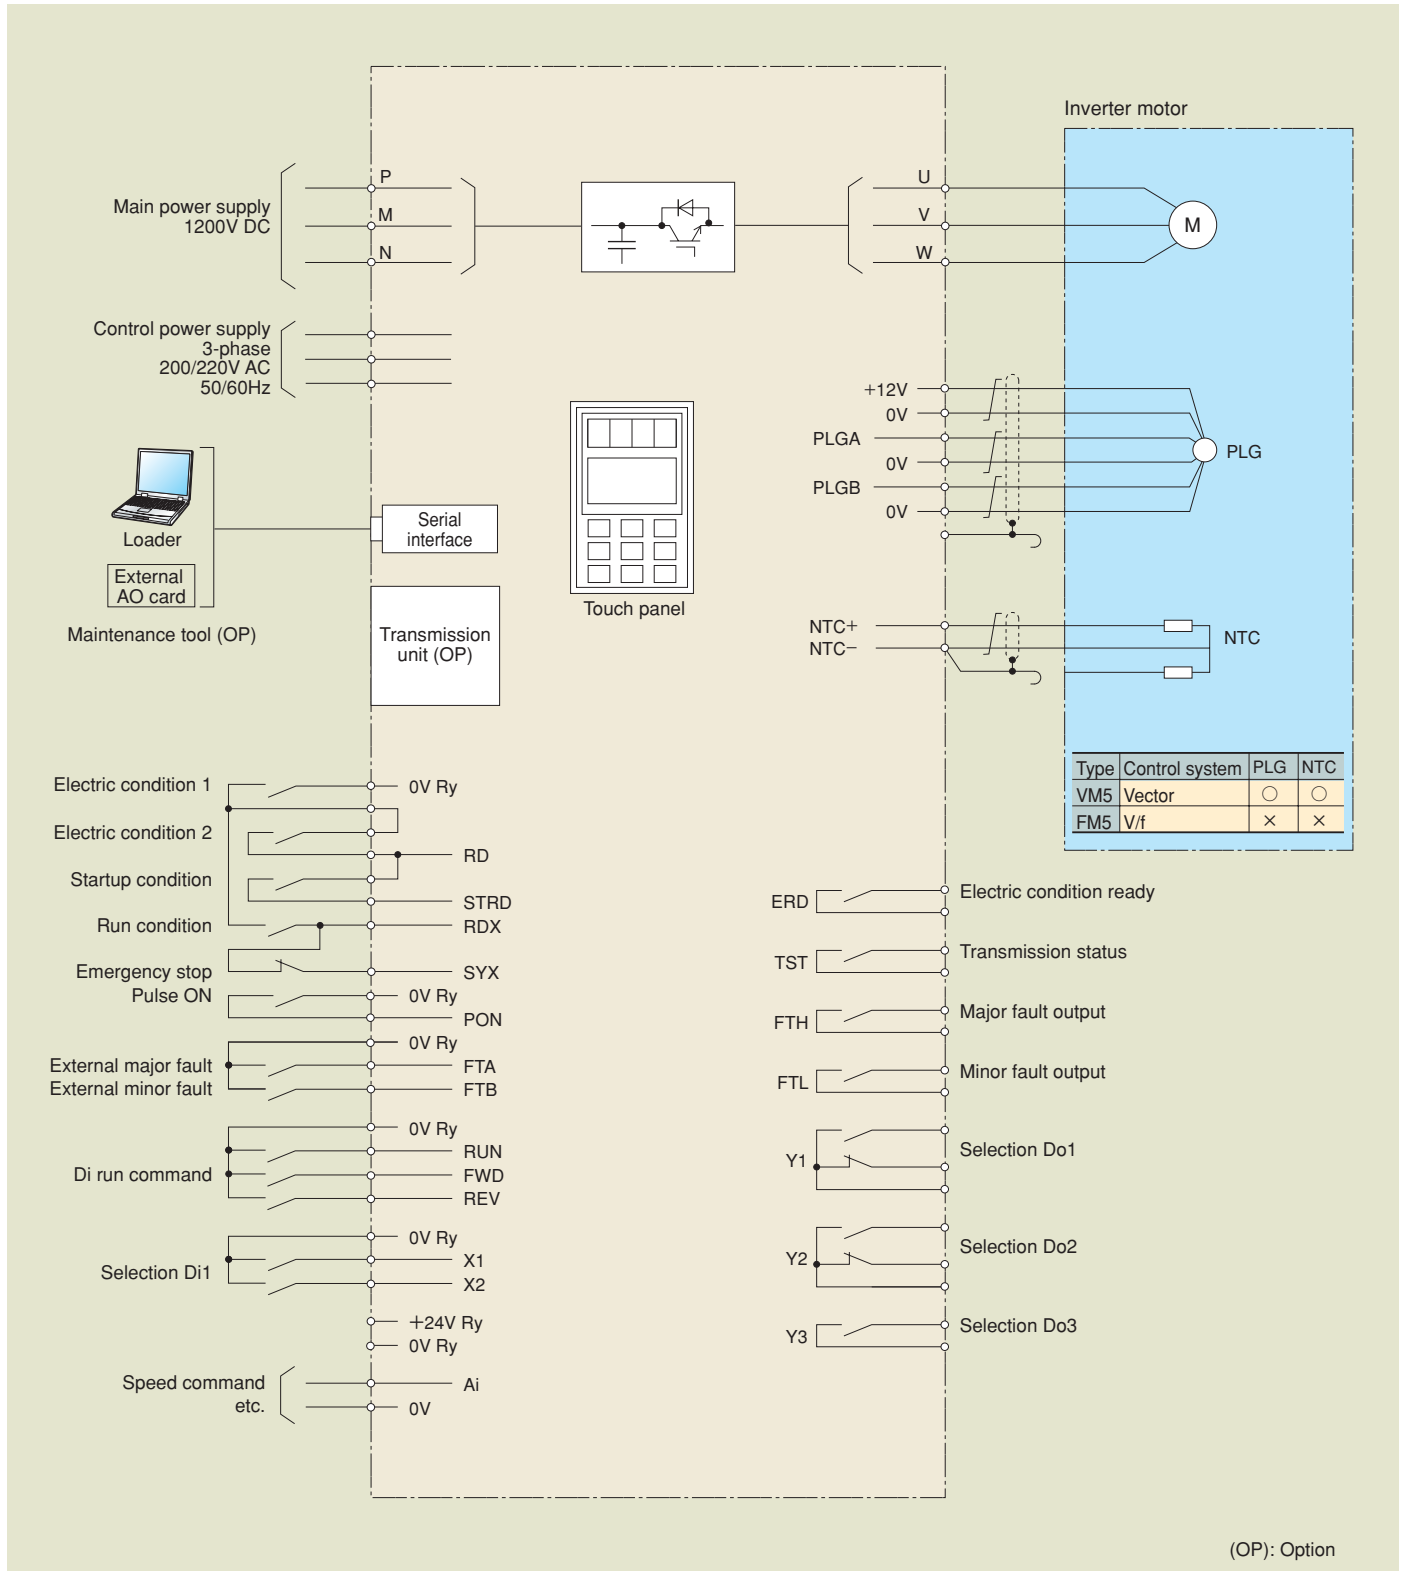 Inverter motor
Main power supply
1200V DC
P
M
N
U
V
W
M
Control power supply
3-phase
200/220V AC
50/60Hz
+12V
0V
PLGA
0V
PLGB
0V
PLG
Loader
External
AO card
Maintenance tool (OP)
Serial
interface
Transmission
unit (OP)
Touch panel
NTC+
NTC−
NTC
Type Control system PLG NTC
VM5 Vector ○ ○
FM5 V/f × ×
Electric condition 1
0V Ry
Electric condition 2
RD
Startup condition
STRD
Run condition
RDX
Emergency stop
SYX
Pulse ON
0V Ry
PON
0V Ry
External major fault
FTA
External minor fault
FTB
0V Ry
RUN
Di run command
FWD
REV
0V Ry
X1
Selection Di1
X2
+24V Ry
0V Ry
Speed command
etc.
Ai
0V
ERD
Electric condition ready
TST
Transmission status
FTH
Major fault output
FTL
Minor fault output
Y1
Selection Do1
Y2
Selection Do2
Y3
Selection Do3
(OP): Option